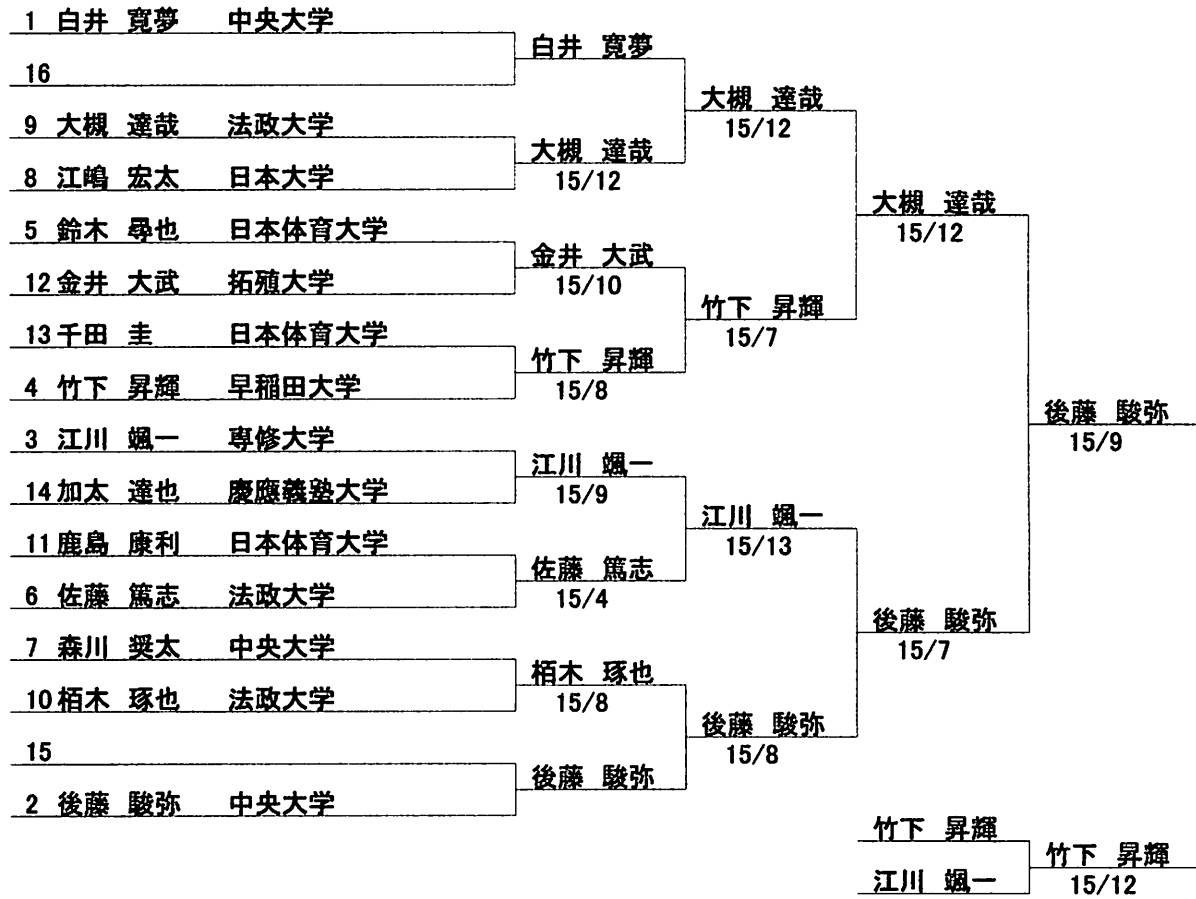 1 白井 寛夢 中央大学
16
9 大槻 達哉 法政大学
8 江嶋 宏太 日本大学
5 鈴木 尋也 日本体育大学
12 金井 大武 拓殖大学
13 千田 圭 日本体育大学
4 竹下 昇輝 早稲田大学
3 江川 颯一 専修大学
14 加太 達也 慶應義塾大学
11 鹿島 康利 日本体育大学
6 佐藤 篤志 法政大学
7 森川 奨太 中央大学
10 栢木 琢也 法政大学
15
2 後藤 駿弥 中央大学
白井 寛夢
大槻 達哉
15/12
金井 大武
15/10
竹下 昇輝
15/8
江川 颯一
15/9
佐藤 篤志
15/4
栢木 琢也
15/8
後藤 駿弥
大槻 達哉
15/12
竹下 昇輝
15/7
江川 颯一
15/13
後藤 駿弥
15/8
大槻 達哉
15/12
後藤 駿弥
15/7
後藤 駿弥
15/9
竹下 昇輝
江川 颯一
竹下 昇輝
15/12